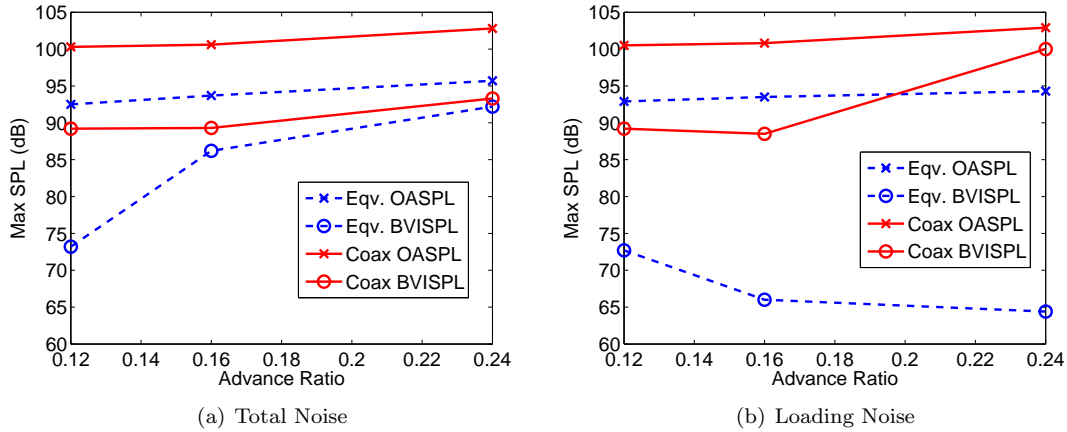 105
100
95
90
85
80
75
70
65
60
Max SPL (dB)
0.12 0.14 0.16 0.18 0.2 0.22 0.24
Advance Ratio
Eqv. OASPL
Eqv. BVISPL
Coax OASPL
Coax BVISPL
(a) Total Noise
105
100
95
90
85
80
75
70
65
60
Max SPL (dB)
0.12 0.14 0.16 0.18 0.2 0.22 0.24
Advance Ratio
Eqv. OASPL
Eqv. BVISPL
Coax OASPL
Coax BVISPL
(b) Loading Noise